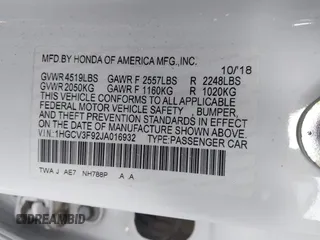 MFD BY HONDA OF AMERICA MFG.,INC.
10/18
GVWR 4519LBS GAWR F 2557LBS R 2248LBS
GVWR 2050KG GAWR F 1160KG R 1020KG
THIS VEHICLE CONFORMS TO ALL APPLICABLE
FEDERAL MOTOR VEHICLE SAFETY, BUMPER, AND
THEFT PREVENTION STANDARDS IN EFFECT ON
THE DATE OF MANUFACTURE SHOWN ABOVE.
V.I.N.:1HGCV3F92JA016932 TYPE:PASSENGER CAR
TWA J AE7 NH788P A A
DREAMBID